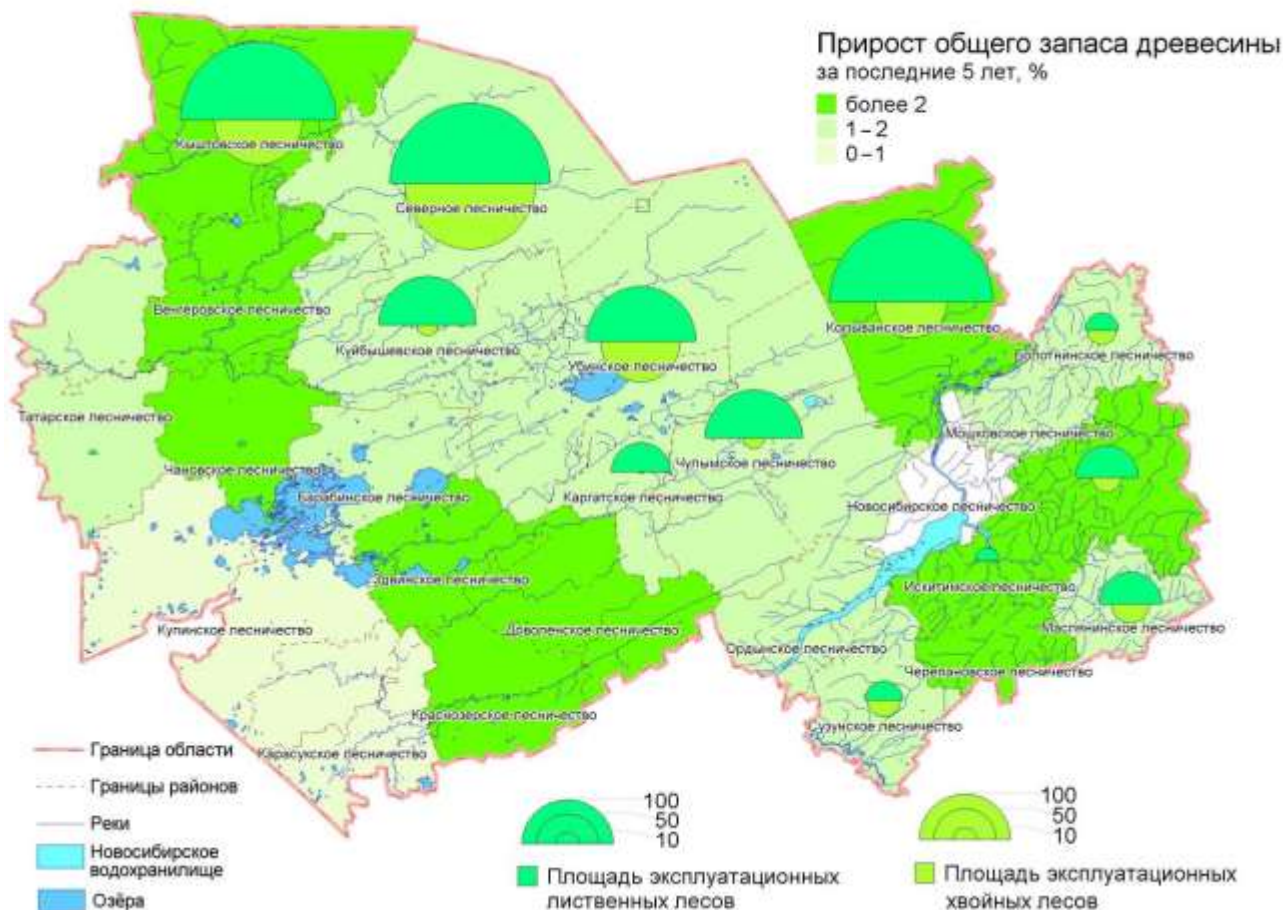 Прирост общего запаса древесины
за последние 5 лет, %
более 2
1 – 2
0 – 1
Кыштовское лесничество
Северное лесничество
Венгеровское лесничество
Куйбышевское лесничество
Убинское лесничество
Колыванское лесничество
Болотнинское лесничество
Татарское лесничество
Чановское лесничество
Барабинское лесничество
Каргатское лесничество
Чулымское лесничество
Мошковское лесничество
Новосибирское лесничество
Здвинское лесничество
Искитимское лесничество
Купинское лесничество
Доволенское лесничество
Ордынское лесничество
Маслянинское лесничество
Черепановское лесничество
Краснозерское лесничество
Сузунское лесничество
Карасукское лесничество
Граница области
Границы районов
Реки
Новосибирское
водохранилище
Озёра
100
50
10
Площадь эксплуатационных
лиственных лесов
100
50
10
Площадь эксплуатационных
хвойных лесов